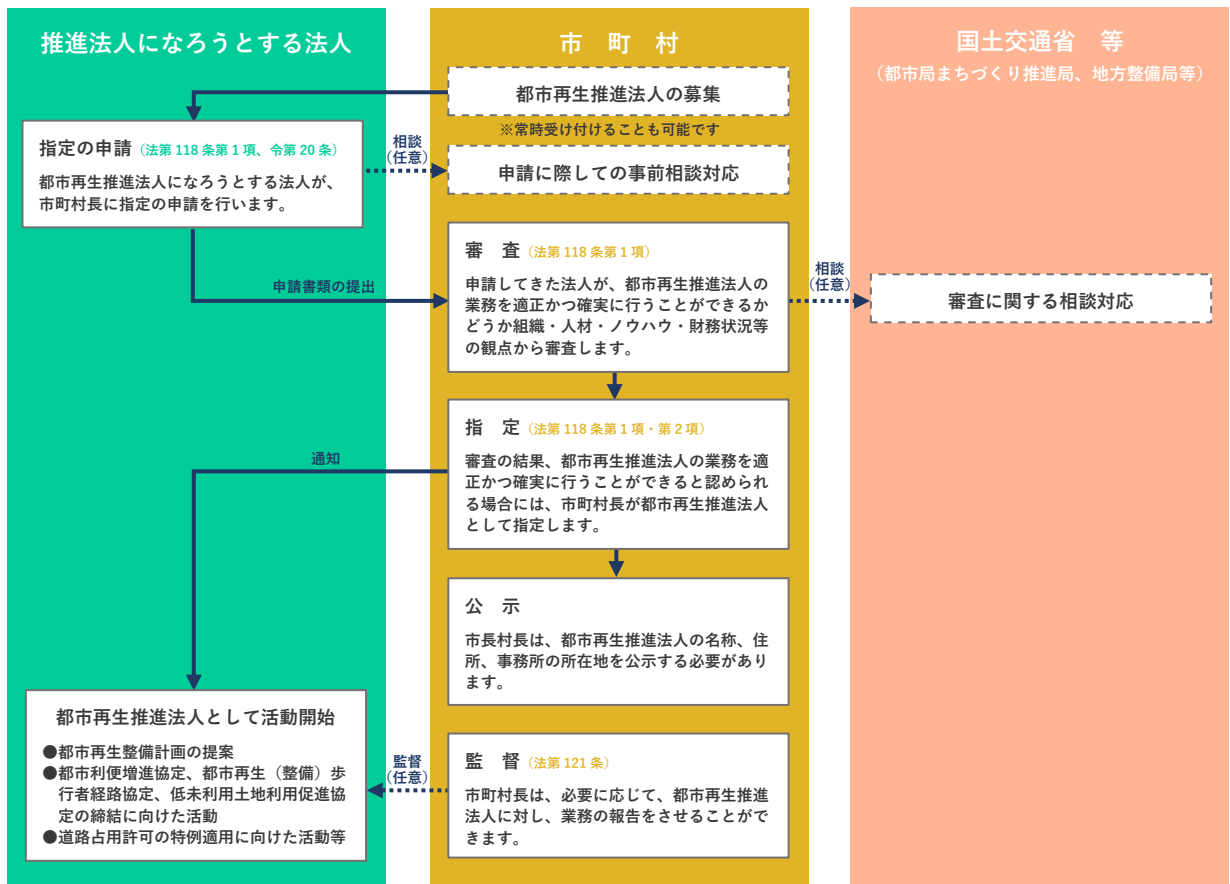 推進法人になろうとする法人
市　町　村
国土交通省　等
（都市局まちづくり推進局、地方整備局等）
都市再生推進法人の募集
※常時受け付けることも可能です
指定の申請（法第118条第1項、令第20条）
都市再生推進法人になろうとする法人が、
市町村長に指定の申請を行います。
相談
（任意）
申請に際しての事前相談対応
申請書類の提出
審　査（法第118条第1項）
申請してきた法人が、都市再生推進法人の
業務を適正かつ確実に行うことができるか
どうか組織・人材・ノウハウ・財務状況等
の観点から審査します。
相談
（任意）
審査に関する相談対応
指　定（法第118条第1項・第2項）
審査の結果、都市再生推進法人の業務を適
正かつ確実に行うことができると認められ
る場合には、市町村長が都市再生推進法人
として指定します。
通知
公　示
市長村長は、都市再生推進法人の名称、住
所、事務所の所在地を公示する必要があり
ます。
都市再生推進法人として活動開始
●都市再生整備計画の提案
●都市利便増進協定、都市再生（整備）歩
行者経路協定、低未利用土地利用促進協
定の締結に向けた活動
●道路占用許可の特例適用に向けた活動等
監督
（任意）
監　督（法第121条）
市町村長は、必要に応じて、都市再生推進
法人に対し、業務の報告をさせることがで
きます。